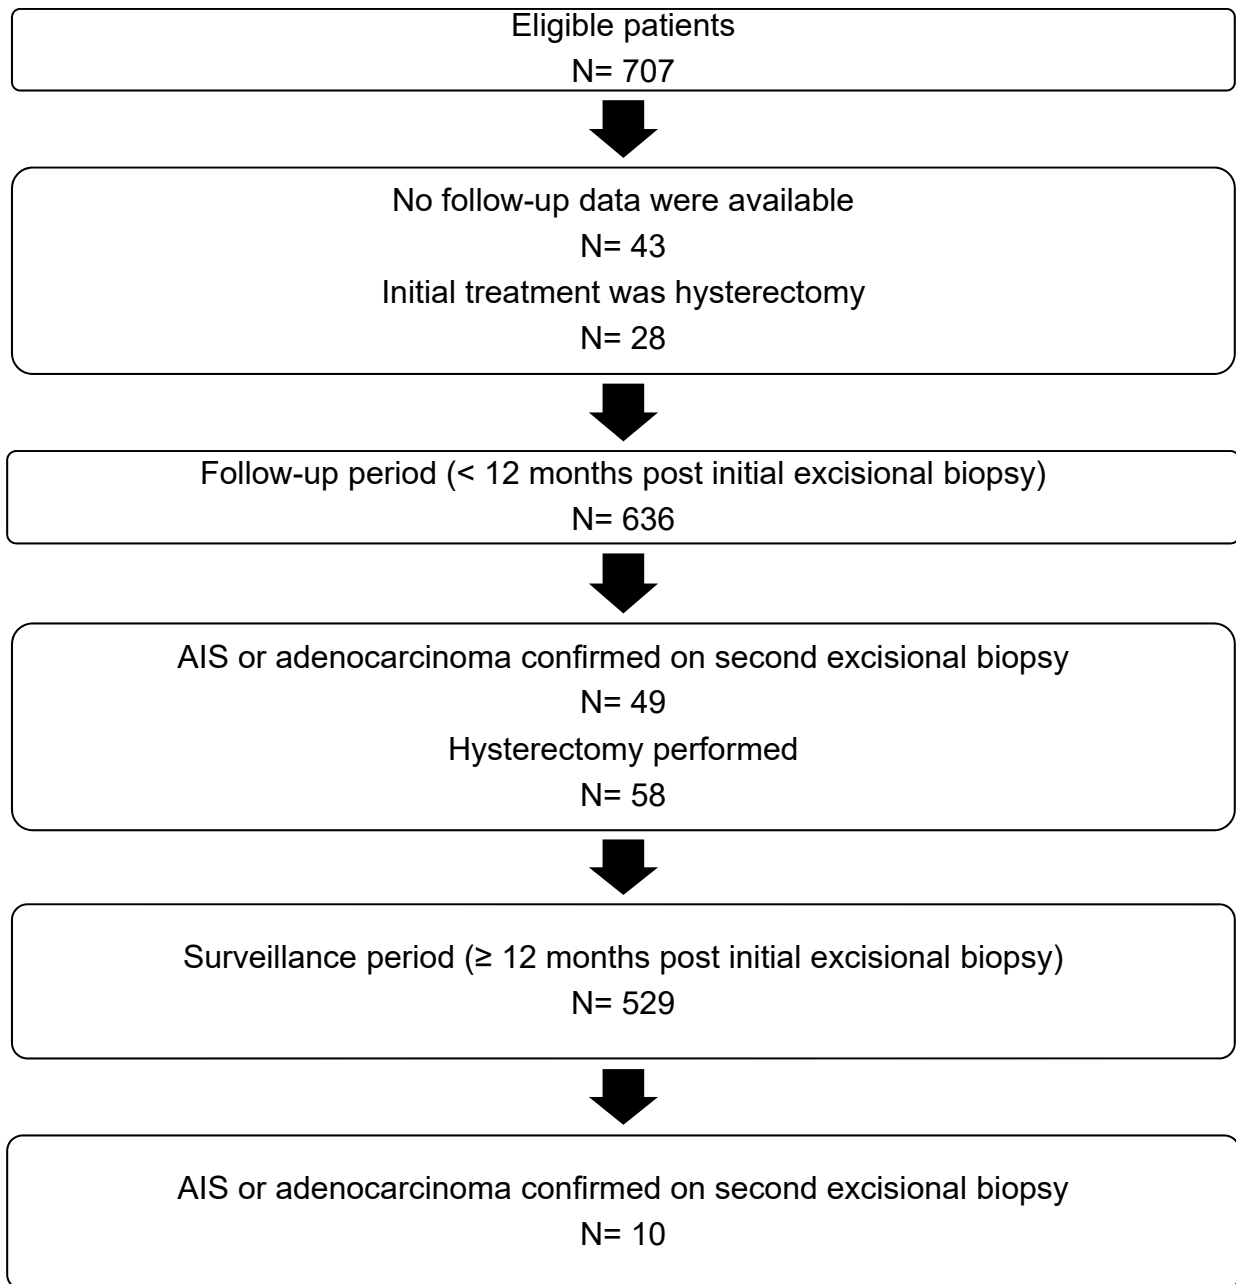 Eligible patients
N= 707
No follow-up data were available
N= 43
Initial treatment was hysterectomy
N= 28
Follow-up period (< 12 months post initial excisional biopsy)
N= 636
AIS or adenocarcinoma confirmed on second excisional biopsy
N= 49
Hysterectomy performed
N= 58
Surveillance period (≥ 12 months post initial excisional biopsy)
N= 529
AIS or adenocarcinoma confirmed on second excisional biopsy
N= 10